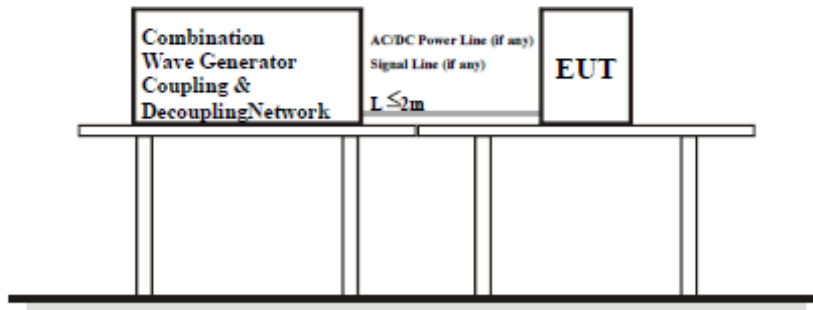 Combination
Wave Generator
Coupling &
DecouplingNetwork
AC/DC Power Line (if any)
Signal Line (if any)
L ≤2m
EUT